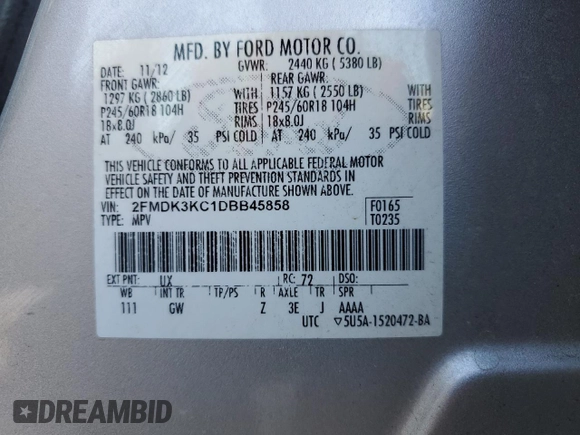 MFD. BY FORD MOTOR CO.
DATE: 11/12 GVWR: 2440 KG ( 5380 LB)
FRONT GAWR: REAR GAWR:
1297 KG ( 2860 LB) WITH 1157 KG ( 2550 LB) WITH
P245/60R18 104H TIRES P245/60R18 104H TIRES
18x8.0J RIMS 18x8.0J RIMS
AT 240 kPa/ 35 PSI COLD AT 240 kPa/ 35 PSI COLD
THIS VEHICLE CONFORMS TO ALL APPLICABLE FEDERAL MOTOR
VEHICLE SAFETY AND THEFT PREVENTION STANDARDS IN
EFFECT ON THE DATE OF MANUFACTURE SHOWN ABOVE.
VIN: 2FMDK3KC1DBB45858 F0165
TYPE: MPV T0235
EXT PNT: UX RC: 72 DSO:
WB INT TR TP/PS R AXLE TR SPR
111 GW Z 3E J AAAA
UTC ▽5U5A-1520472-BA
DREAMBID